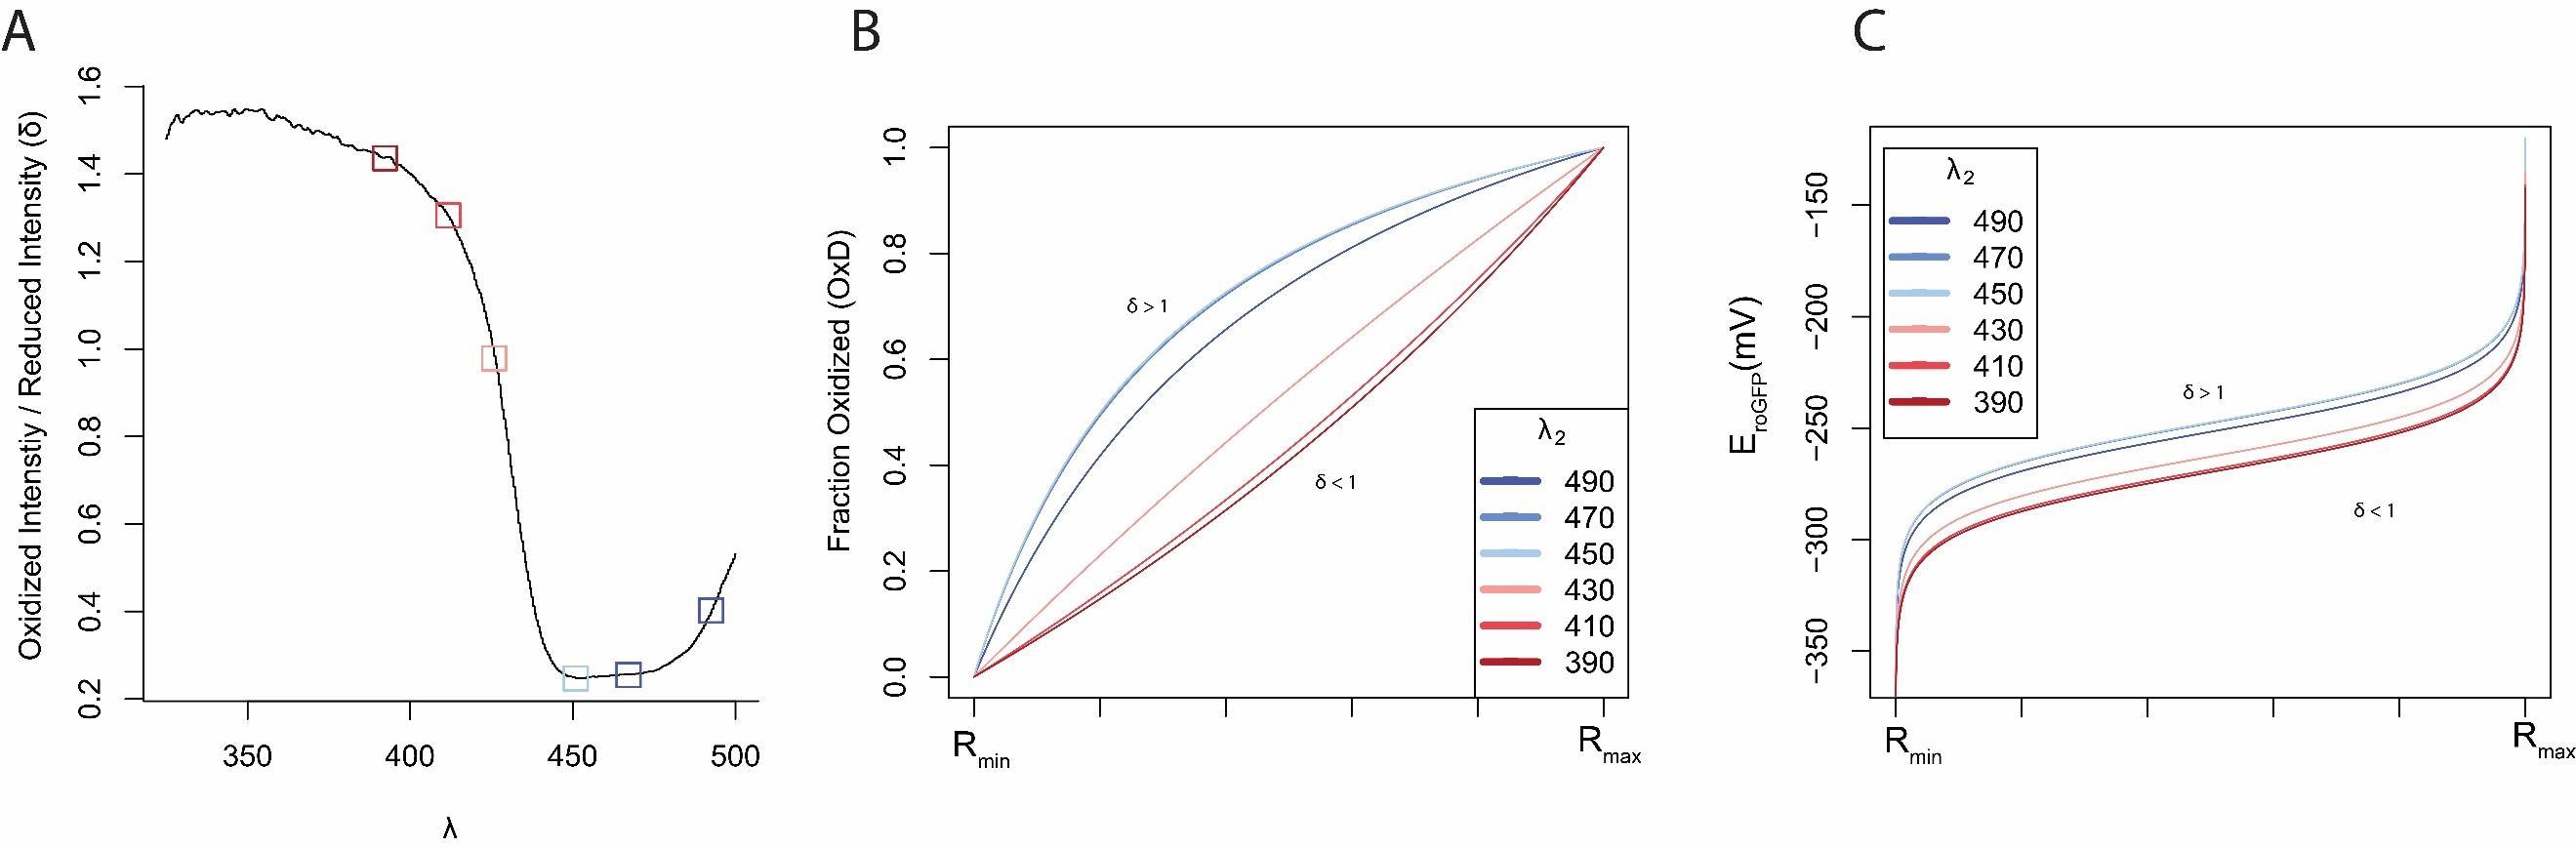 A
Oxidized Intenstiy / Reduced Intensity (δ)
1.6
1.4
1.2
1.0
0.8
0.6
0.4
0.2
350 400 450 500
λ
B
Fraction Oxidized (OxD)
1.0
0.8
0.6
0.4
0.2
0.0
δ > 1
δ < 1
λ2
490
470
450
430
410
390
Rmin Rmax
C
EroGFP(mV)
−150
−200
−250
−300
−350
λ2
490
470
450
430
410
390
δ > 1
δ < 1
Rmin Rmax